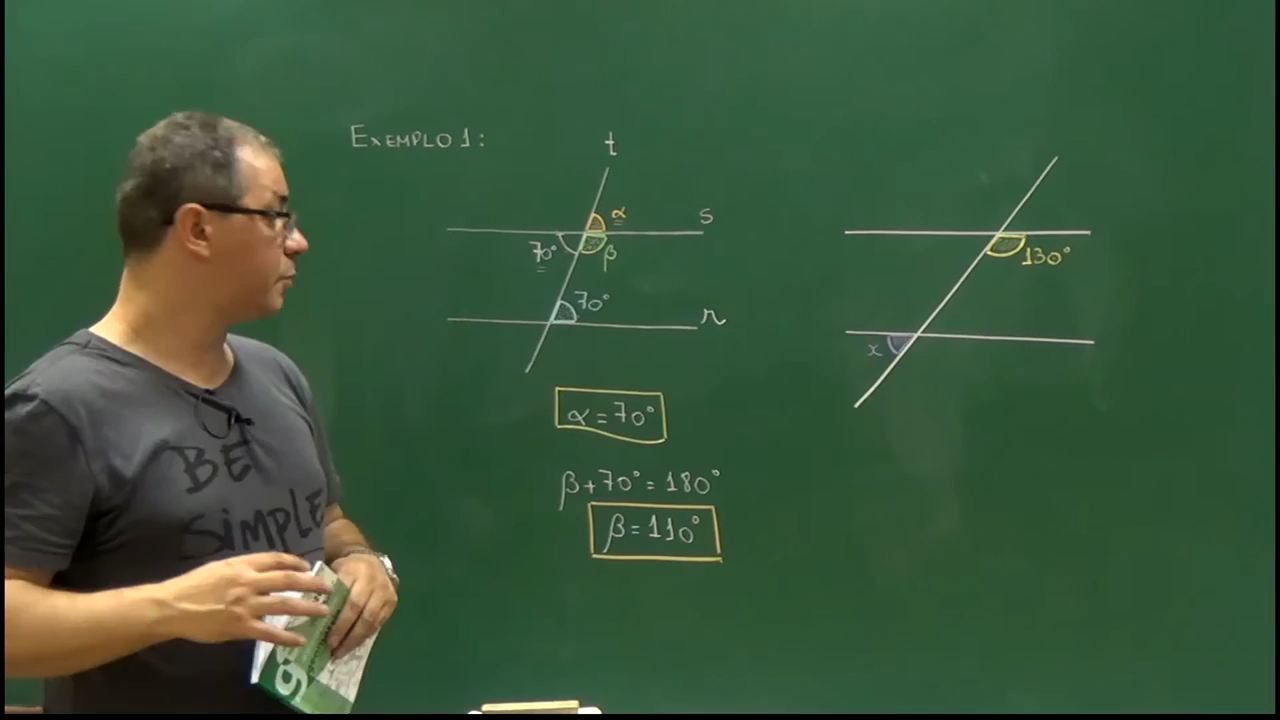 EXEMPLO 1:
t
α
s
70°
β
70°
r
α = 70°
β + 70° = 180°
β = 110°
130°
x
BE
SIMPLE